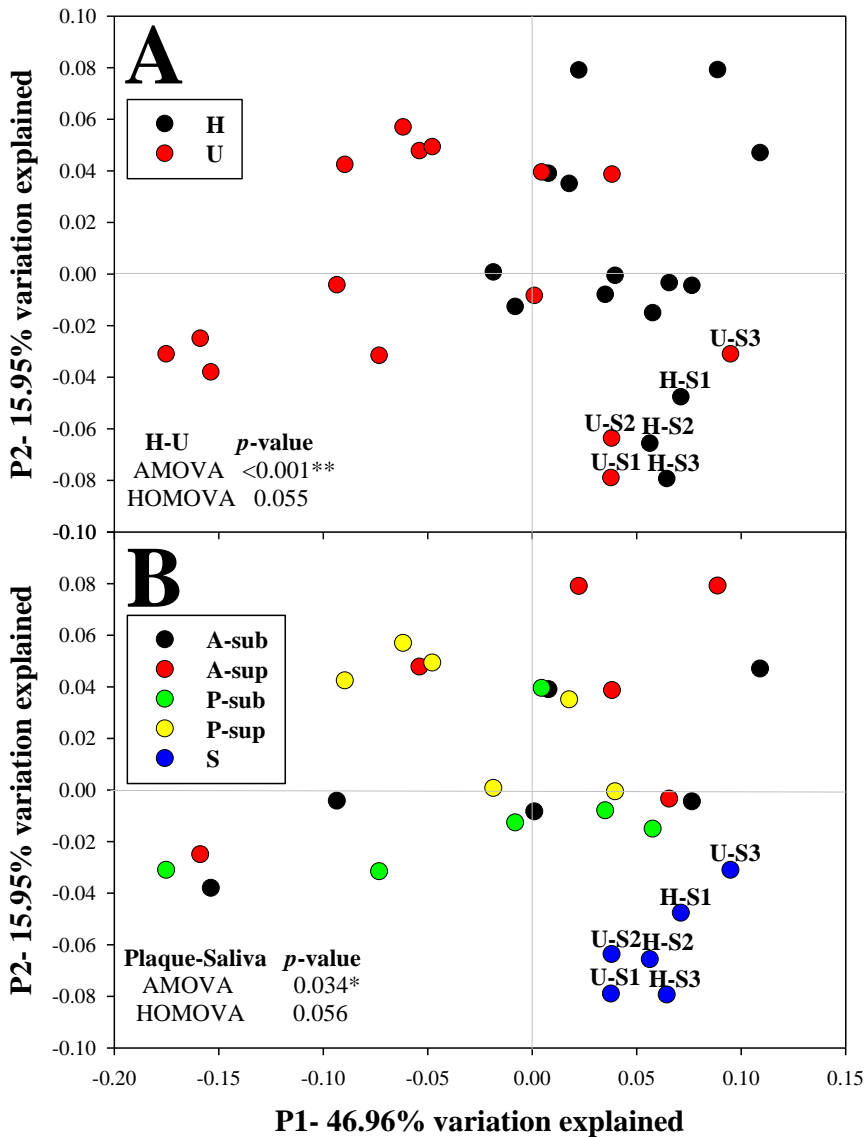 A
0.10
0.08
0.06
0.04
0.02
0.00
-0.02
-0.04
-0.06
-0.08
-0.10
P2- 15.95% variation explained
H
U
U-S3
H-S1
U-S2 H-S2
U-S1 H-S3
H-U p-value
AMOVA <0.001**
HOMOVA 0.055
B
0.08
0.06
0.04
0.02
0.00
-0.02
-0.04
-0.06
-0.08
-0.10
P2- 15.95% variation explained
A-sub
A-sup
P-sub
P-sup
S
U-S3
H-S1
U-S2 H-S2
U-S1 H-S3
Plaque-Saliva p-value
AMOVA 0.034*
HOMOVA 0.056
-0.20 -0.15 -0.10 -0.05 0.00 0.05 0.10 0.15
P1- 46.96% variation explained